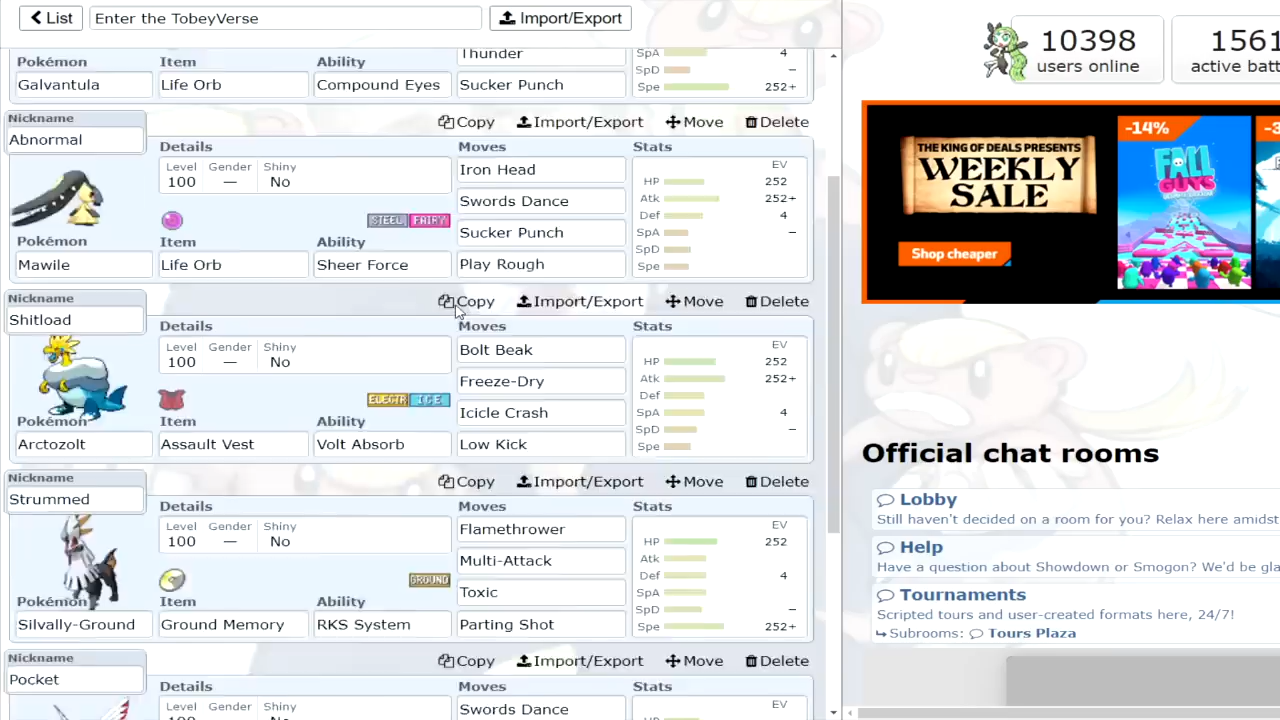 List
Enter the TobeyVerse
Import/Export
10398
users online
1561
active batt
Pokémon
Item
Ability
Thunder
SpA 4
SpD –
Galvantula
Life Orb
Compound Eyes
Sucker Punch
Spe 252+
Nickname
Abnormal
Copy Import/Export Move Delete
Details
Moves
Stats
Level Gender Shiny
100 — No
Iron Head
Swords Dance
Sucker Punch
Play Rough
EV
HP 252
Atk 252+
Def 4
SpA –
SpD
Spe
STEEL FAIRY
Pokémon
Item
Ability
Mawile
Life Orb
Sheer Force
Nickname
Shitload
Copy Import/Export Move Delete
Details
Moves
Stats
Level Gender Shiny
100 — No
Bolt Beak
Freeze-Dry
Icicle Crash
Low Kick
EV
HP 252
Atk 252+
Def
SpA 4
SpD –
Spe
ELECTR ICE
Pokémon
Item
Ability
Arctozolt
Assault Vest
Volt Absorb
Nickname
Strummed
Copy Import/Export Move Delete
Details
Moves
Stats
Level Gender Shiny
100 — No
Flamethrower
Multi-Attack
Toxic
Parting Shot
EV
HP 252
Atk
Def 4
SpA
SpD –
Spe 252+
GROUND
Pokémon
Item
Ability
Silvally-Ground
Ground Memory
RKS System
Nickname
Pocket
Copy Import/Export Move Delete
Details
Moves
Stats
Level Gender Shiny
100 — No
Swords Dance
EV
HP
THE KING OF DEALS PRESENTS
WEEKLY
SALE
Shop cheaper
-14%
FALL
GUYS
-3
Official chat rooms
Lobby
Still haven't decided on a room for you? Relax here amidst
Help
Have a question about Showdown or Smogon? We'd be gla
Tournaments
Scripted tours and user-created formats here, 24/7!
Subrooms: Tours Plaza